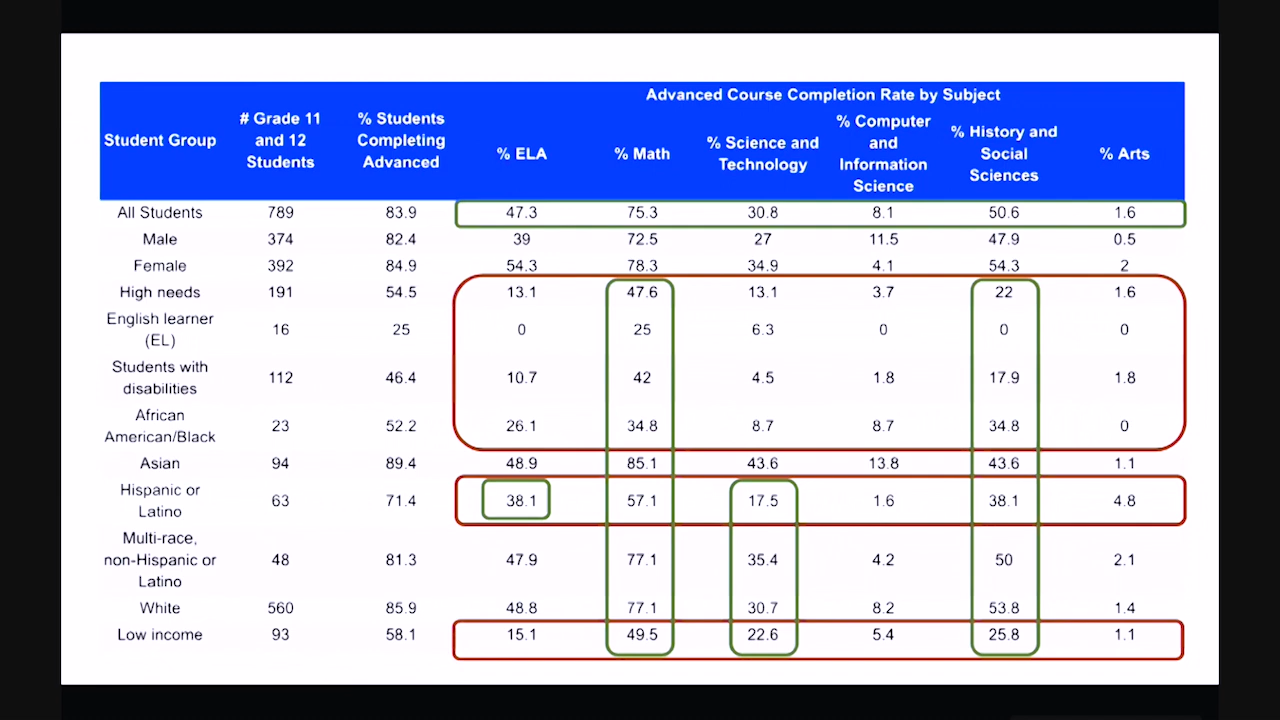 Advanced Course Completion Rate by Subject
Student Group # Grade 11 and 12 Students % Students Completing Advanced % ELA % Math % Science and Technology % Computer and Information Science % History and Social Sciences % Arts
All Students 789 83.9 47.3 75.3 30.8 8.1 50.6 1.6
Male 374 82.4 39 72.5 27 11.5 47.9 0.5
Female 392 84.9 54.3 78.3 34.9 4.1 54.3 2
High needs 191 54.5 13.1 47.6 13.1 3.7 22 1.6
English learner (EL) 16 25 0 25 6.3 0 0 0
Students with disabilities 112 46.4 10.7 42 4.5 1.8 17.9 1.8
African American/Black 23 52.2 26.1 34.8 8.7 8.7 34.8 0
Asian 94 89.4 48.9 85.1 43.6 13.8 43.6 1.1
Hispanic or Latino 63 71.4 38.1 57.1 17.5 1.6 38.1 4.8
Multi-race, non-Hispanic or Latino 48 81.3 47.9 77.1 35.4 4.2 50 2.1
White 560 85.9 48.8 77.1 30.7 8.2 53.8 1.4
Low income 93 58.1 15.1 49.5 22.6 5.4 25.8 1.1